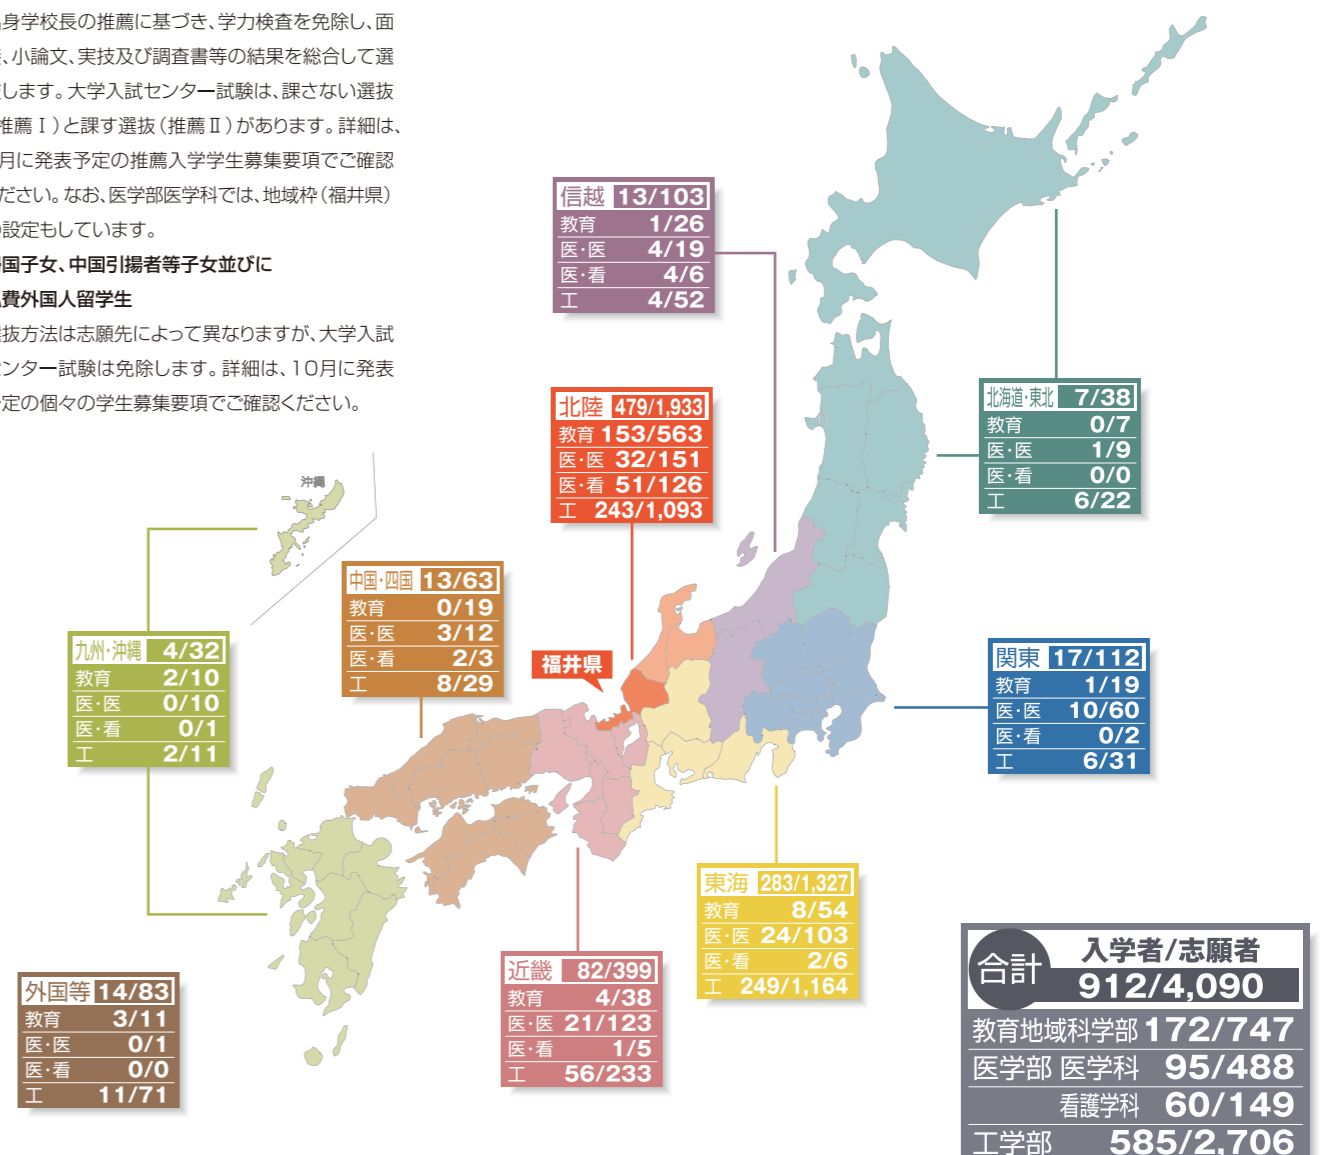 身学校長の推薦に基づき、学力検査を免除し、面
、小論文、実技及び調査書等の結果を総合して選
します。大学入試センター試験は、課さない選抜
推薦Ⅰ）と課す選抜（推薦Ⅱ）があります。詳細は、
月に発表予定の推薦入学学生募集要項でご確認
ださい。なお、医学部医学科では、地域枠（福井県）
設定もしています。
国子女、中国引揚者等子女並びに
費外国人留学生
抜方法は志願先によって異なりますが、大学入試
ンター試験は免除します。詳細は、10月に発表
定の個々の学生募集要項でご確認ください。
信越 13/103
教育 1/26
医・医 4/19
医・看 4/6
工 4/52
北陸 479/1,933
教育 153/563
医・医 32/151
医・看 51/126
工 243/1,093
北海道・東北 7/38
教育 0/7
医・医 1/9
医・看 0/0
工 6/22
沖縄
中国・四国 13/63
教育 0/19
医・医 3/12
医・看 2/3
工 8/29
九州・沖縄 4/32
教育 2/10
医・医 0/10
医・看 0/1
工 2/11
福井県
関東 17/112
教育 1/19
医・医 10/60
医・看 0/2
工 6/31
東海 283/1,327
教育 8/54
医・医 24/103
医・看 2/6
工 249/1,164
近畿 82/399
教育 4/38
医・医 21/123
医・看 1/5
工 56/233
外国等 14/83
教育 3/11
医・医 0/1
医・看 0/0
工 11/71
合計 入学者/志願者
912/4,090
教育地域科学部 172/747
医学部 医学科 95/488
看護学科 60/149
工学部 585/2,706